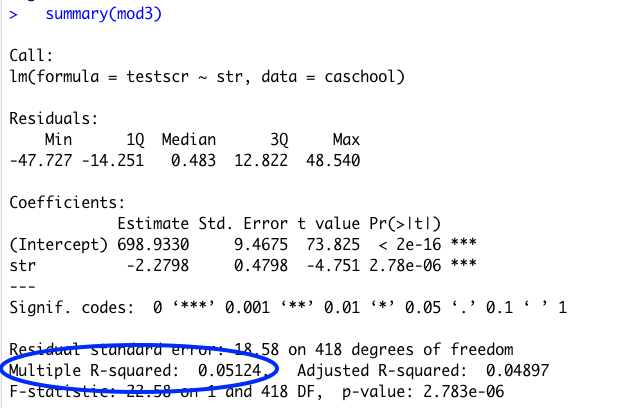 > summary(mod3)
Call:
lm(formula = testscr ~ str, data = caschool)
Residuals:
Min 1Q Median 3Q Max
-47.727 -14.251 0.483 12.822 48.540
Coefficients:
Estimate Std. Error t value Pr(>|t|)
(Intercept) 698.9330 9.4675 73.825 < 2e-16 ***
str -2.2798 0.4798 -4.751 2.78e-06 ***
---
Signif. codes: 0 ‘***’ 0.001 ‘**’ 0.01 ‘*’ 0.05 ‘.’ 0.1 ‘ ’ 1
Residual standard error: 18.58 on 418 degrees of freedom
Multiple R-squared: 0.05124, Adjusted R-squared: 0.04897
F-statistic: 22.58 on 1 and 418 DF, p-value: 2.783e-06